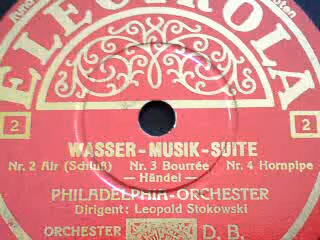 ELECTROLA
2
2
WASSER-MUSIK-SUITE
Nr. 2 Air (Schluß) Nr. 3 Bourrée Nr. 4 Hornpipe
— Händel —
PHILADELPHIA-ORCHESTER
Dirigent: Leopold Stokowski
ORCHESTER D. B.